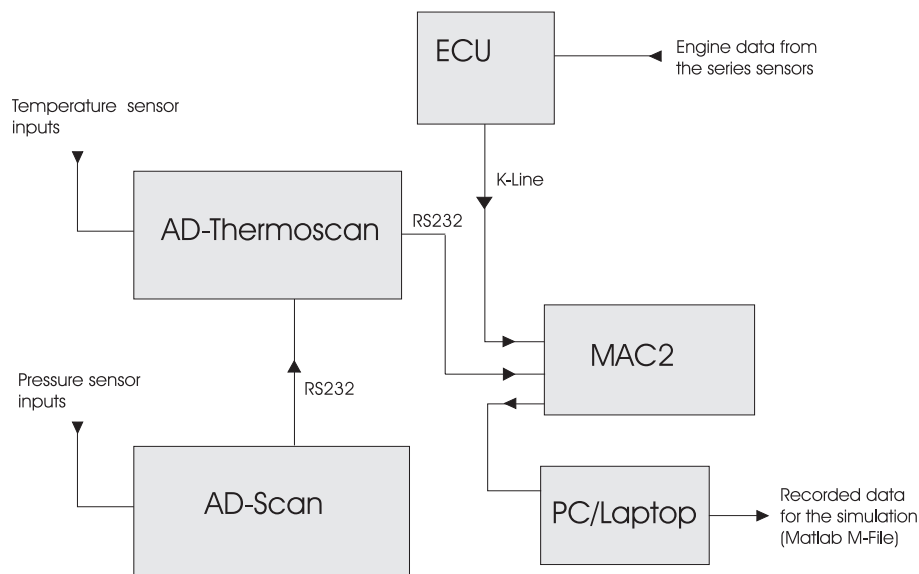 ECU
Engine data from
the series sensors
Temperature sensor
inputs
K-Line
AD-Thermoscan
RS232
MAC2
Pressure sensor
inputs
RS232
AD-Scan
PC/Laptop
Recorded data
for the simulation
(Matlab M-File)